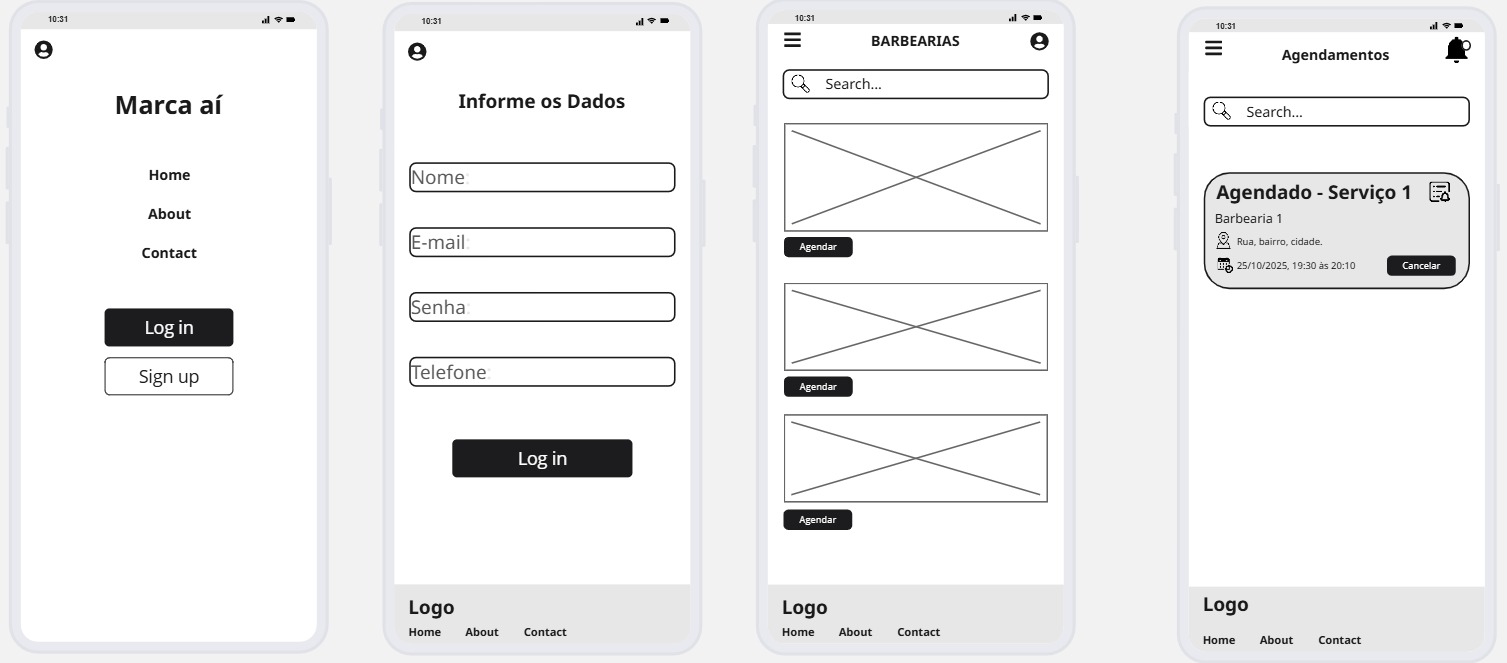 10:31
Marca aí
Home
About
Contact
Log in
Sign up
10:31
Informe os Dados
Nome:
E-mail:
Senha:
Telefone:
Log in
Logo
Home About Contact
10:31
BARBEARIAS
Search...
Agendar
Agendar
Agendar
Logo
Home About Contact
10:31
Agendamentos
Search...
Agendado - Serviço 1
Barbearia 1
Rua, bairro, cidade.
25/10/2025, 19:30 às 20:10
Cancelar
Logo
Home About Contact